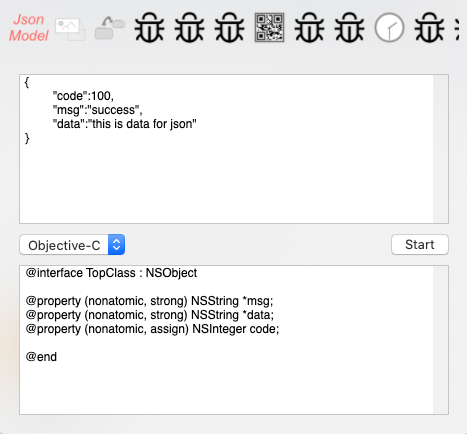 Json
Model
{
"code":100,
"msg":"success",
"data":"this is data for json"
}
Objective-C
Start
@interface TopClass : NSObject
@property (nonatomic, strong) NSString *msg;
@property (nonatomic, strong) NSString *data;
@property (nonatomic, assign) NSInteger code;
@end